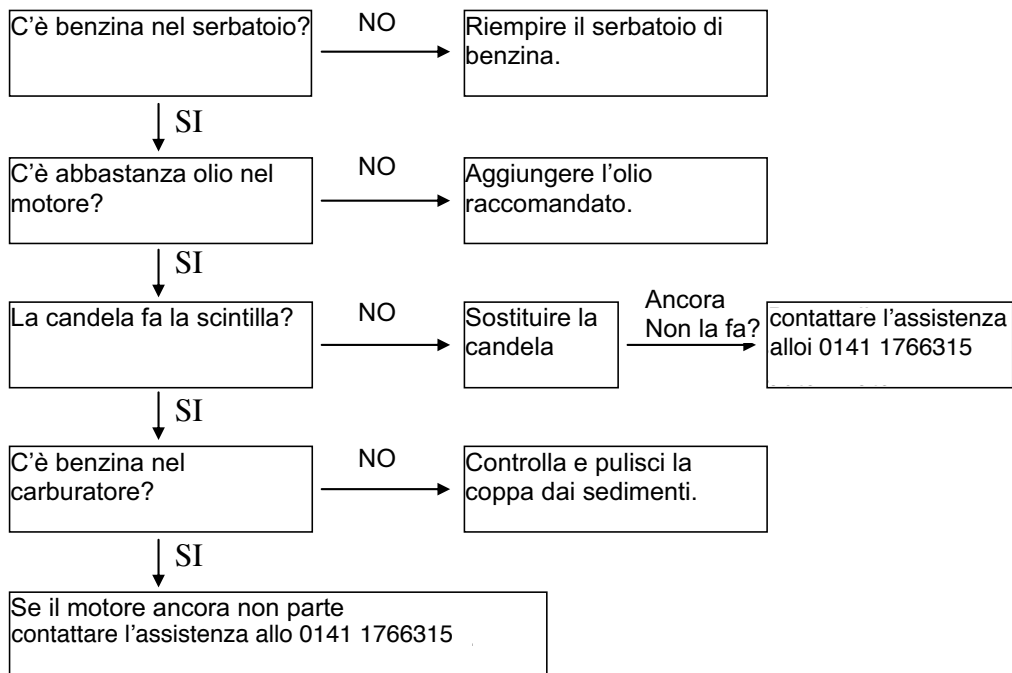 C'è benzina nel serbatoio?
NO
Riempire il serbatoio di
benzina.
SI
C'è abbastanza olio nel
motore?
NO
Aggiungere l'olio
raccomandato.
SI
La candela fa la scintilla?
NO
Sostituire la
candela
Ancora
Non la fa?
contattare l'assistenza
alloi 0141 1766315
SI
C'è benzina nel
carburatore?
NO
Controlla e pulisci la
coppa dai sedimenti.
SI
Se il motore ancora non parte
contattare l'assistenza allo 0141 1766315